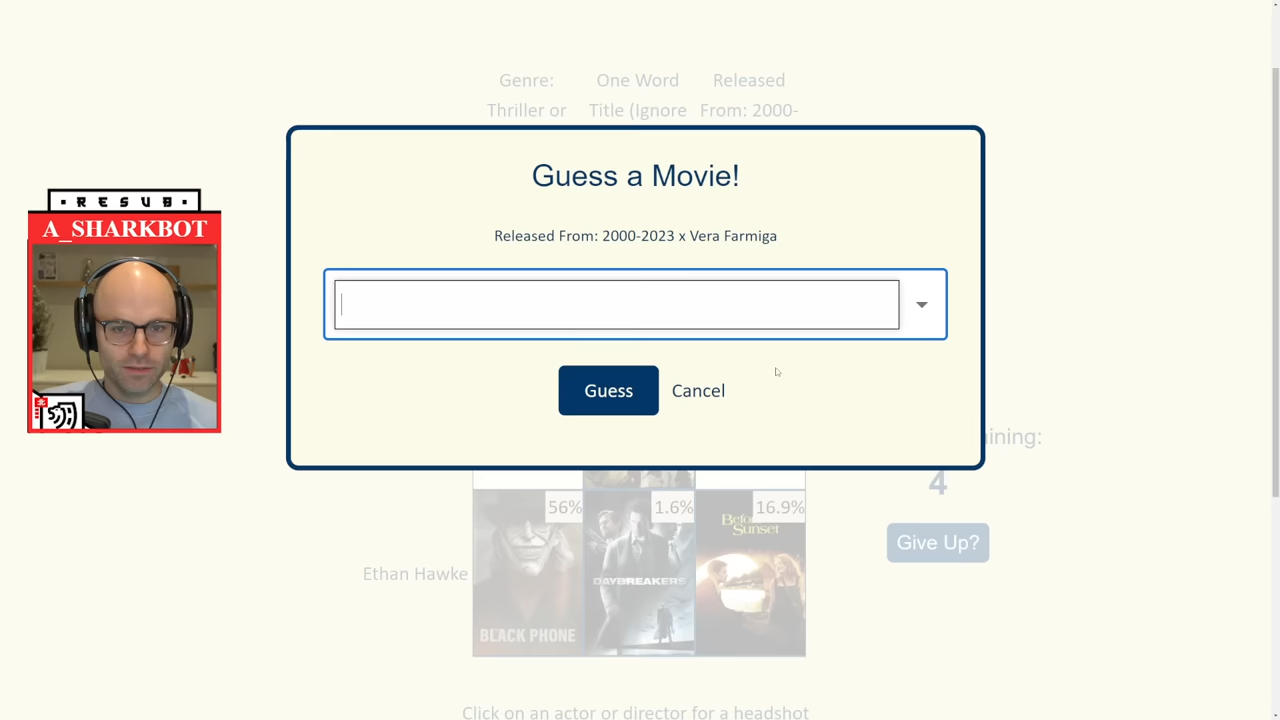 Genre: One Word Released
Thriller or Title (Ignore From: 2000-
Guess a Movie!
Released From: 2000-2023 x Vera Farmiga
·RESUB·
A_SHARKBOT
Guess Cancel
4
56% 1.6% 16.9%
Before Sunset
Give Up?
Ethan Hawke
DAYBREAKERS
BLACK PHONE
Click on an actor or director for a headshot